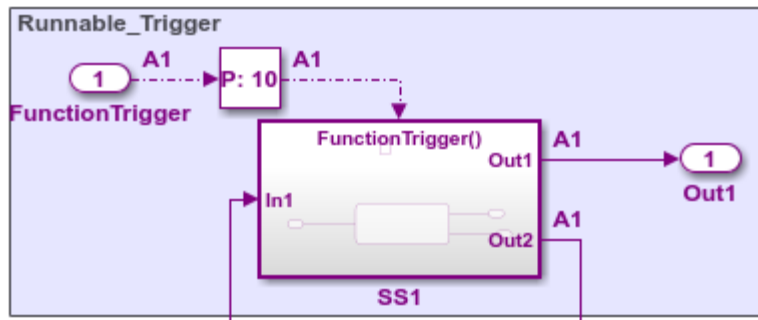 Runnable_Trigger
A1
A1
1
P: 10
FunctionTrigger
FunctionTrigger()
A1
Out1
1
In1
Out1
A1
Out2
SS1